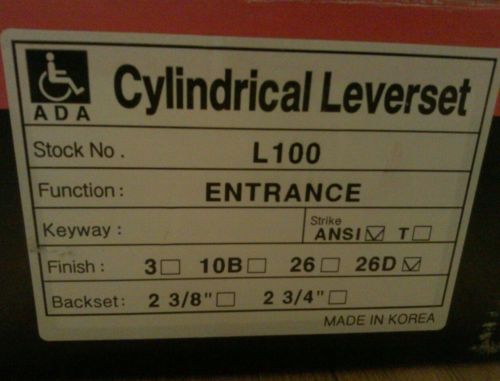 ADA
Cylindrical Leverset
Stock No. L100
Function: ENTRANCE
Keyway: Strike
ANSI ☑ T ☐
Finish: 3 ☐ 10B ☐ 26 ☐ 26D ☑
Backset: 2 3/8" ☐ 2 3/4" ☐
MADE IN KOREA